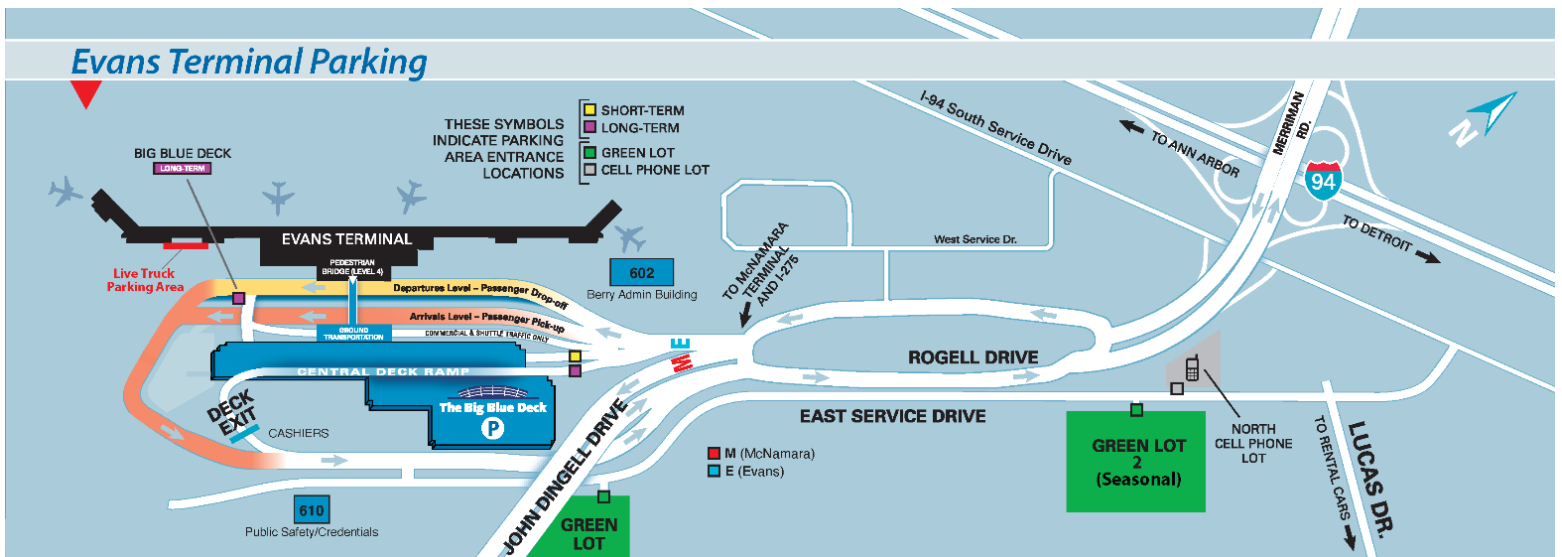 Evans Terminal Parking
THESE SYMBOLS
INDICATE PARKING
AREA ENTRANCE
LOCATIONS
SHORT-TERM
LONG-TERM
GREEN LOT
CELL PHONE LOT
BIG BLUE DECK
LONG-TERM
I-94 South Service Drive
MERRIMAN
RD.
N
TO ANN ARBOR
94
TO DETROIT
EVANS TERMINAL
PEDESTRIAN
BRIDGE (LEVEL 4)
Live Truck
Parking Area
602
Berry Admin Building
West Service Dr.
TO McNAMARA
TERMINAL
AND I-275
Departures Level – Passenger Drop-off
Arrivals Level – Passenger Pick-up
COMMERCIAL & SHUTTLE TRAFFIC ONLY
GROUND
TRANSPORTATION
E
M
ROGELL DRIVE
CENTRAL DECK RAMP
The Big Blue Deck
P
DECK
EXIT
CASHIERS
EAST SERVICE DRIVE
JOHN DINGELL DRIVE
M (McNamara)
E (Evans)
GREEN LOT
2
(Seasonal)
NORTH
CELL PHONE
LOT
TO RENTAL CARS
LUCAS DR.
610
Public Safety/Credentials
GREEN
LOT